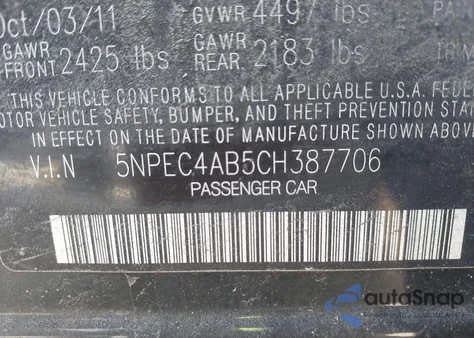 Oct/03/11 GVWR 4497 lbs
GAWR FRONT 2425 lbs GAWR REAR. 2183 lbs
THIS VEHICLE CONFORMS TO ALL APPLICABLE U.S.A. FEDE
OTOR VEHICLE SAFETY, BUMPER, AND THEFT PREVENTION STA
IN EFFECT ON THE DATE OF MANUFACTURE SHOWN ABOV
V.I.N 5NPEC4AB5CH387706
PASSENGER CAR
autoSnap